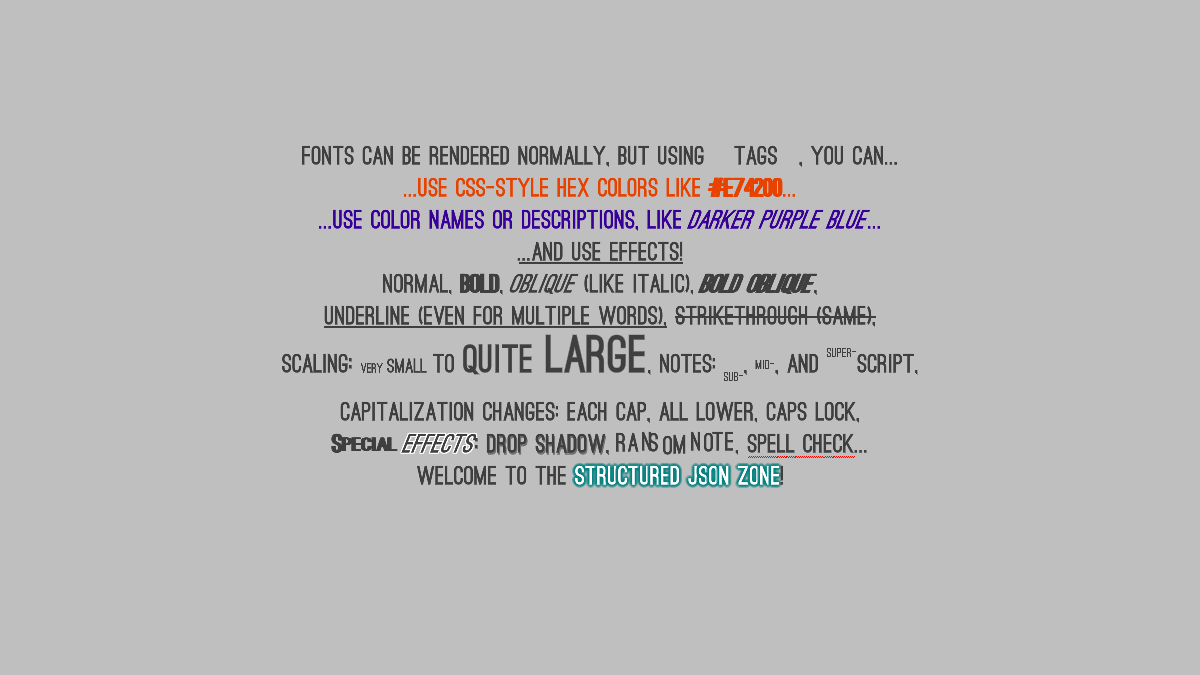 FONTS CAN BE RENDERED NORMALLY, BUT USING TAGS , YOU CAN...
...USE CSS-STYLE HEX COLORS LIKE #FE74200...
...USE COLOR NAMES OR DESCRIPTIONS, LIKE DARKER PURPLE BLUE...
...AND USE EFFECTS!
NORMAL, BOLD, OBLIQUE (LIKE ITALIC), BOLD OBLIQUE,
UNDERLINE (EVEN FOR MULTIPLE WORDS), STRIKETHROUGH (SAME),
SCALING: VERY SMALL TO QUITE LARGE, NOTES: SUB-, MID-, AND SUPER-SCRIPT,
CAPITALIZATION CHANGES: EACH CAP, ALL LOWER, CAPS LOCK,
SPECIAL EFFECTS: DROP SHADOW, RANSOM NOTE, SPELL CHECK...
WELCOME TO THE STRUCTURED JSON ZONE!